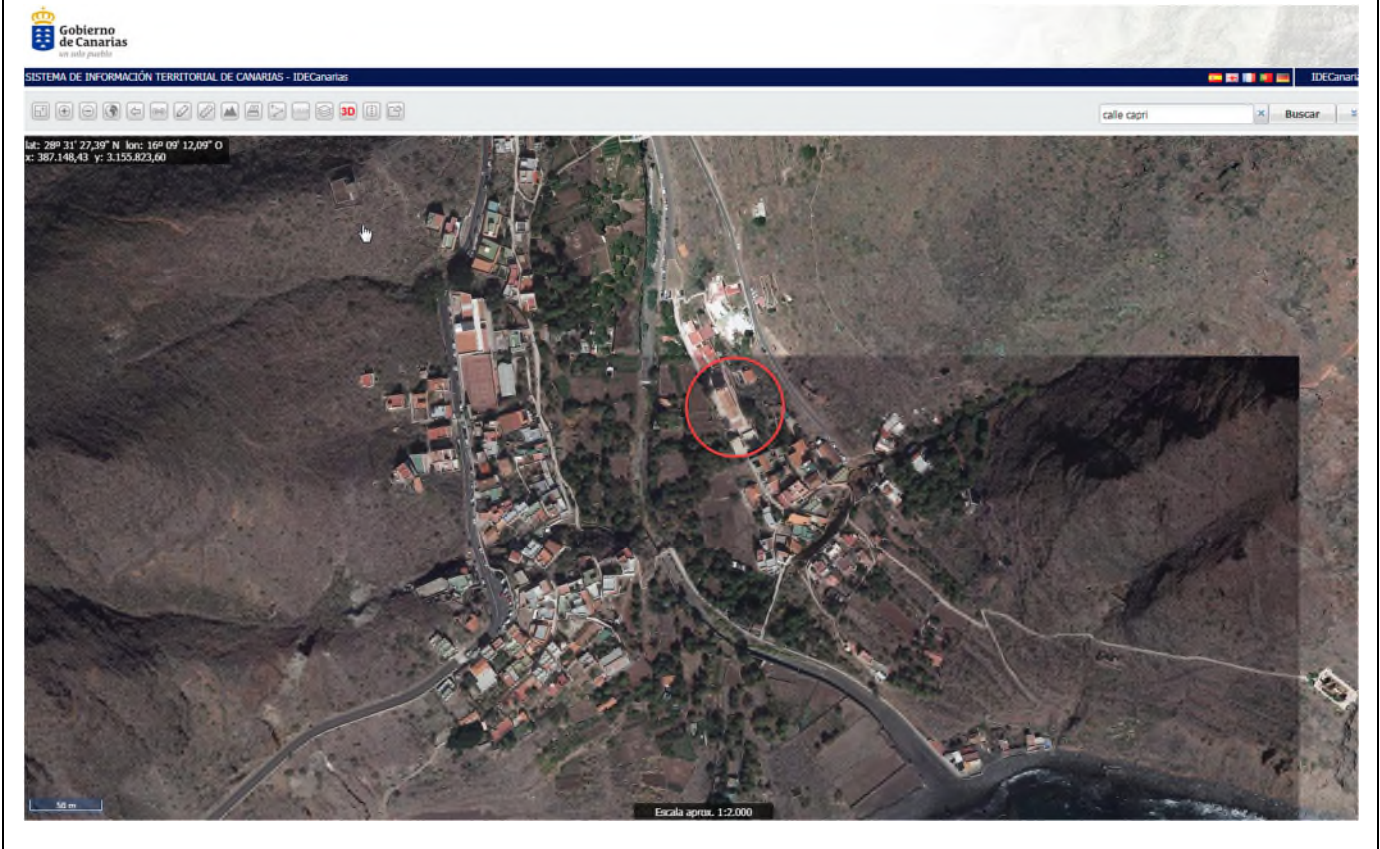 Gobierno
de Canarias
un solo pueblo
SISTEMA DE INFORMACIÓN TERRITORIAL DE CANARIAS - IDECanarias
IDECanaria
3D
calle capri
Buscar
lat: 28º 31' 27,39" N lon: 16º 09' 12,09" O
x: 387.148,43 y: 3.155.823,60
50 m
Escala aprox. 1:2.000